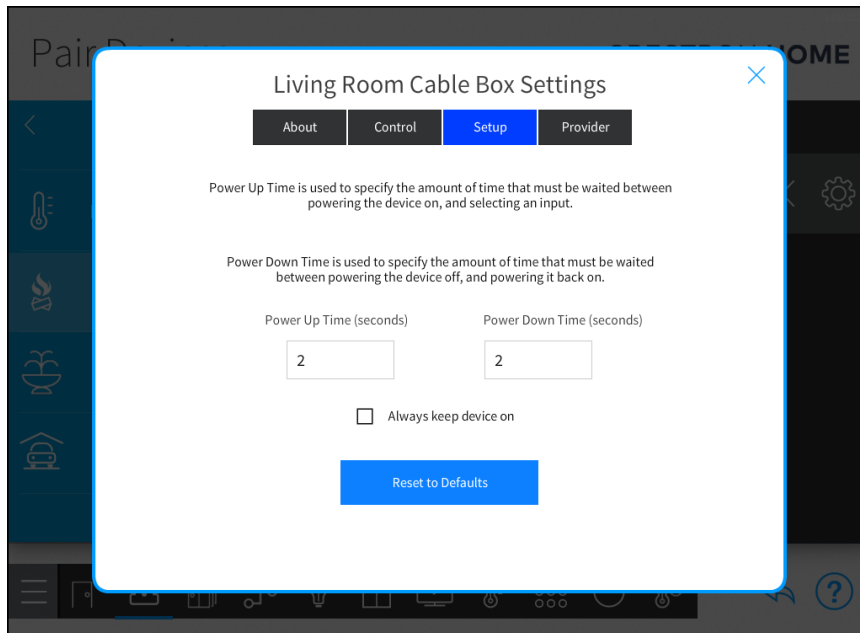 Pair
OME
Living Room Cable Box Settings
About
Control
Setup
Provider
Power Up Time is used to specify the amount of time that must be waited between
powering the device on, and selecting an input.
Power Down Time is used to specify the amount of time that must be waited
between powering the device off, and powering it back on.
Power Up Time (seconds)
Power Down Time (seconds)
2
2
Always keep device on
Reset to Defaults
?